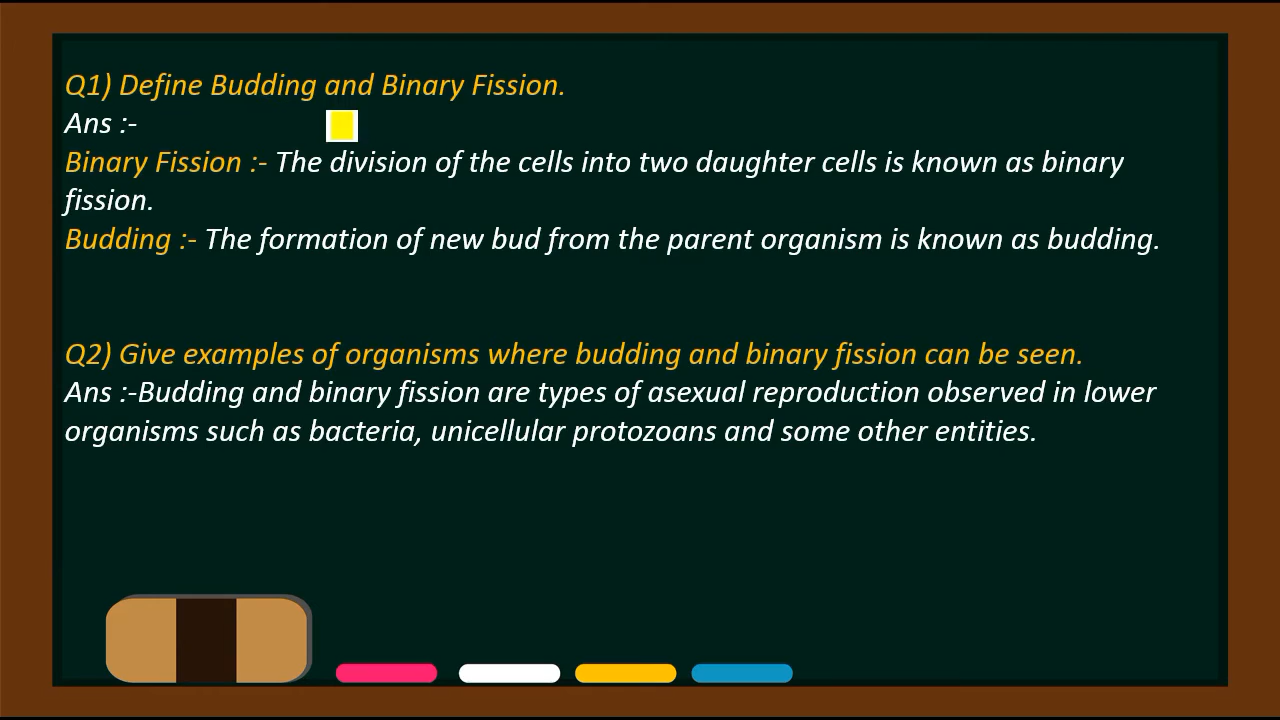 Q1) Define Budding and Binary Fission.
Ans :-
Binary Fission :- The division of the cells into two daughter cells is known as binary
fission.
Budding :- The formation of new bud from the parent organism is known as budding.
Q2) Give examples of organisms where budding and binary fission can be seen.
Ans :-Budding and binary fission are types of asexual reproduction observed in lower
organisms such as bacteria, unicellular protozoans and some other entities.